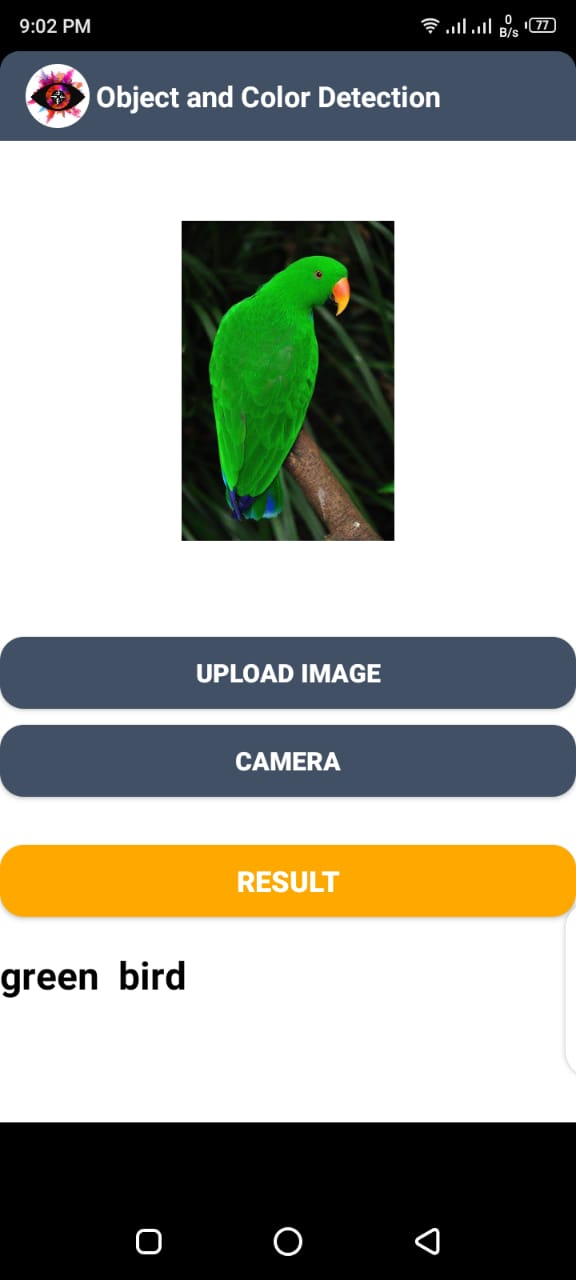 9:02 PM
0
B/s
77
Object and Color Detection
UPLOAD IMAGE
CAMERA
RESULT
green bird